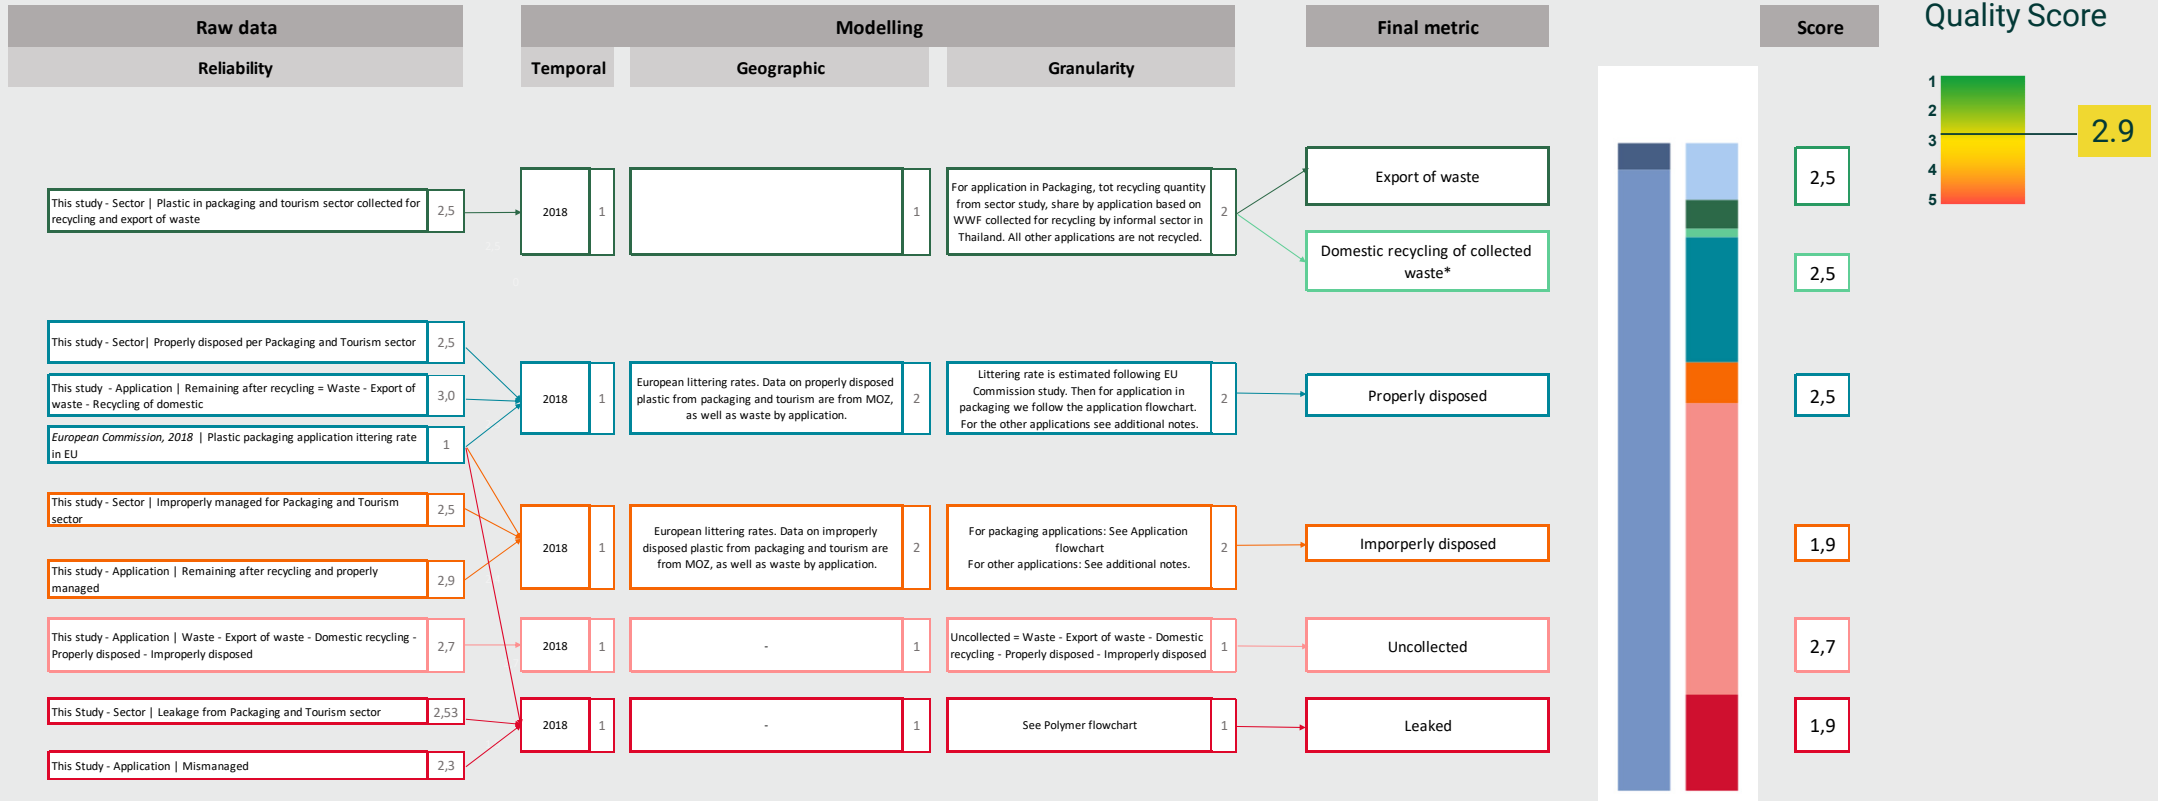 Raw data
Modelling
Final metric
Score
Quality Score
Reliability
Temporal
Geographic
Granularity
1
2
3
4
5
2.9
This study - Sector | Plastic in packaging and tourism sector collected for
recycling and export of waste
2,5
2018
1
1
For application in Packaging, tot recycling quantity
from sector study, share by application based on
WWF collected for recycling by informal sector in
Thailand. All other applications are not recycled.
2
Export of waste
2,5
Domestic recycling of collected
waste*
2,5
This study - Sector| Properly disposed per Packaging and Tourism sector
2,5
This study - Application | Remaining after recycling = Waste - Export of
waste - Recycling of domestic
3,0
European Commission, 2018 | Plastic packaging application ittering rate
in EU
1
2018
1
European littering rates. Data on properly disposed
plastic from packaging and tourism are from MOZ,
as well as waste by application.
2
Littering rate is estimated following EU
Commission study. Then for application in
packaging we follow the application flowchart.
For the other applications see additional notes.
2
Properly disposed
2,5
This study - Sector | Improperly managed for Packaging and Tourism
sector
2,5
This study - Application | Remaining after recycling and properly
managed
2,9
2018
1
European littering rates. Data on improperly
disposed plastic from packaging and tourism are
from MOZ, as well as waste by application.
2
For packaging applications: See Application
flowchart
For other applications: See additional notes.
2
Imporperly disposed
1,9
This study - Application | Waste - Export of waste - Domestic recycling -
Properly disposed - Improperly disposed
2,7
2018
1
-
1
Uncollected = Waste - Export of waste - Domestic
recycling - Properly disposed - Improperly disposed
1
Uncollected
2,7
This Study - Sector | Leakage from Packaging and Tourism sector
2,53
This Study - Application | Mismanaged
2,3
2018
1
-
1
See Polymer flowchart
1
Leaked
1,9